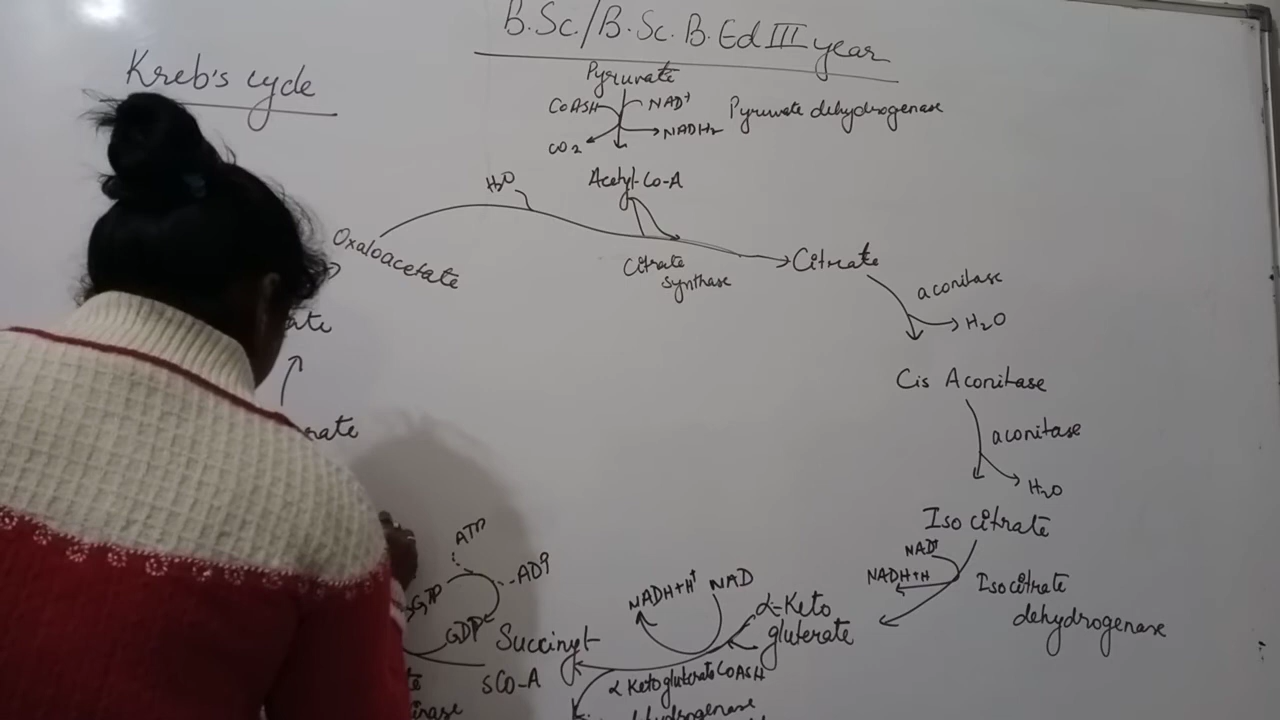 B.Sc./B.Sc. B.Ed III year
Kreb's cycle
Pyruvate
CoASH
NAD+
Pyruvate dehydrogenase
CO2
NADH2
H2O
Acetyl-Co-A
Oxaloacetate
Citrate
synthase
Citrate
aconitase
H2O
Cis Aconitase
aconitase
H2O
Iso citrate
NAD+
NADH+H
Isocitrate
dehydrogenase
α-Keto
gluterate
NAD
NADH+H+
α Ketogluterate CoASH
dehydrogenase
Succinyl
SCo-A
ATP
ADP
GTP
GDP